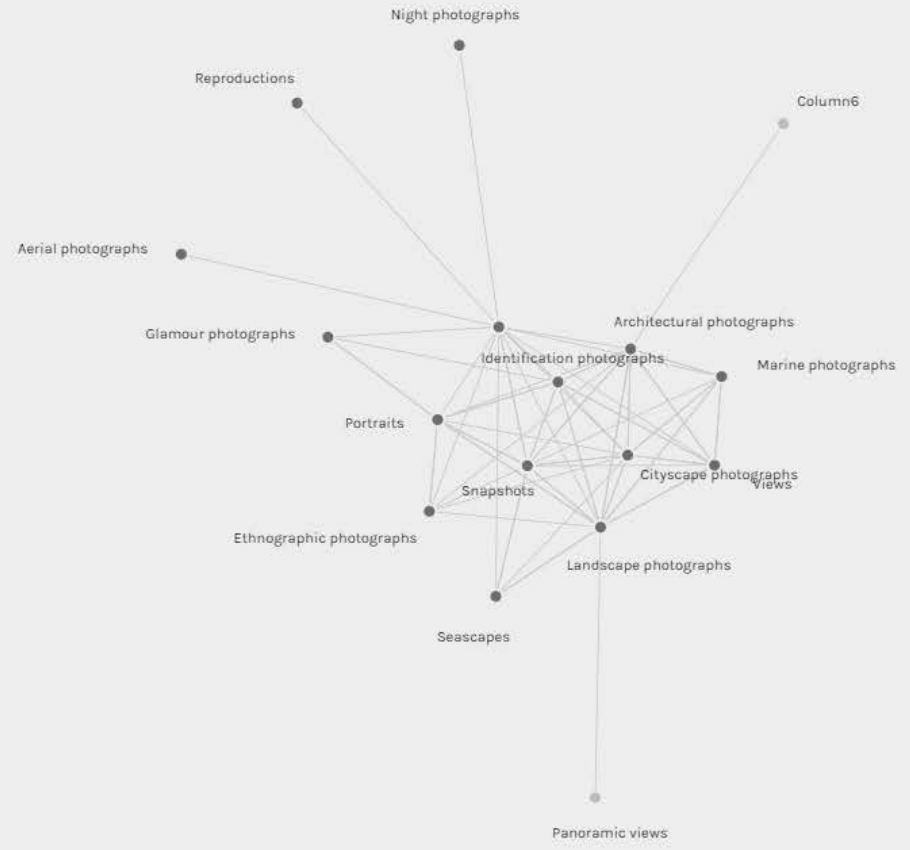 Night photographs
Reproductions
Column6
Aerial photographs
Architectural photographs
Glamour photographs
Identification photographs
Marine photographs
Portraits
Cityscape photographs
Views
Snapshots
Ethnographic photographs
Landscape photographs
Seascapes
Panoramic views